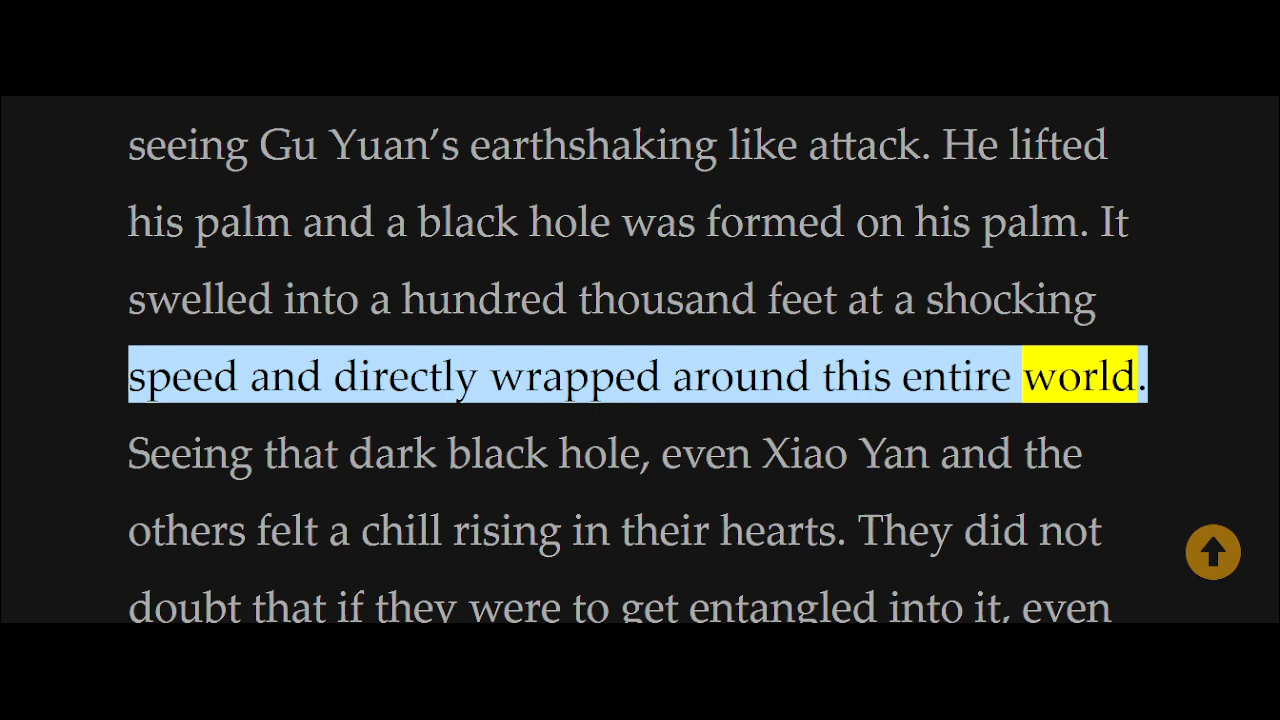 seeing Gu Yuan’s earthshaking like attack. He lifted
his palm and a black hole was formed on his palm. It
swelled into a hundred thousand feet at a shocking
speed and directly wrapped around this entire world.
Seeing that dark black hole, even Xiao Yan and the
others felt a chill rising in their hearts. They did not
doubt that if they were to get entangled into it, even